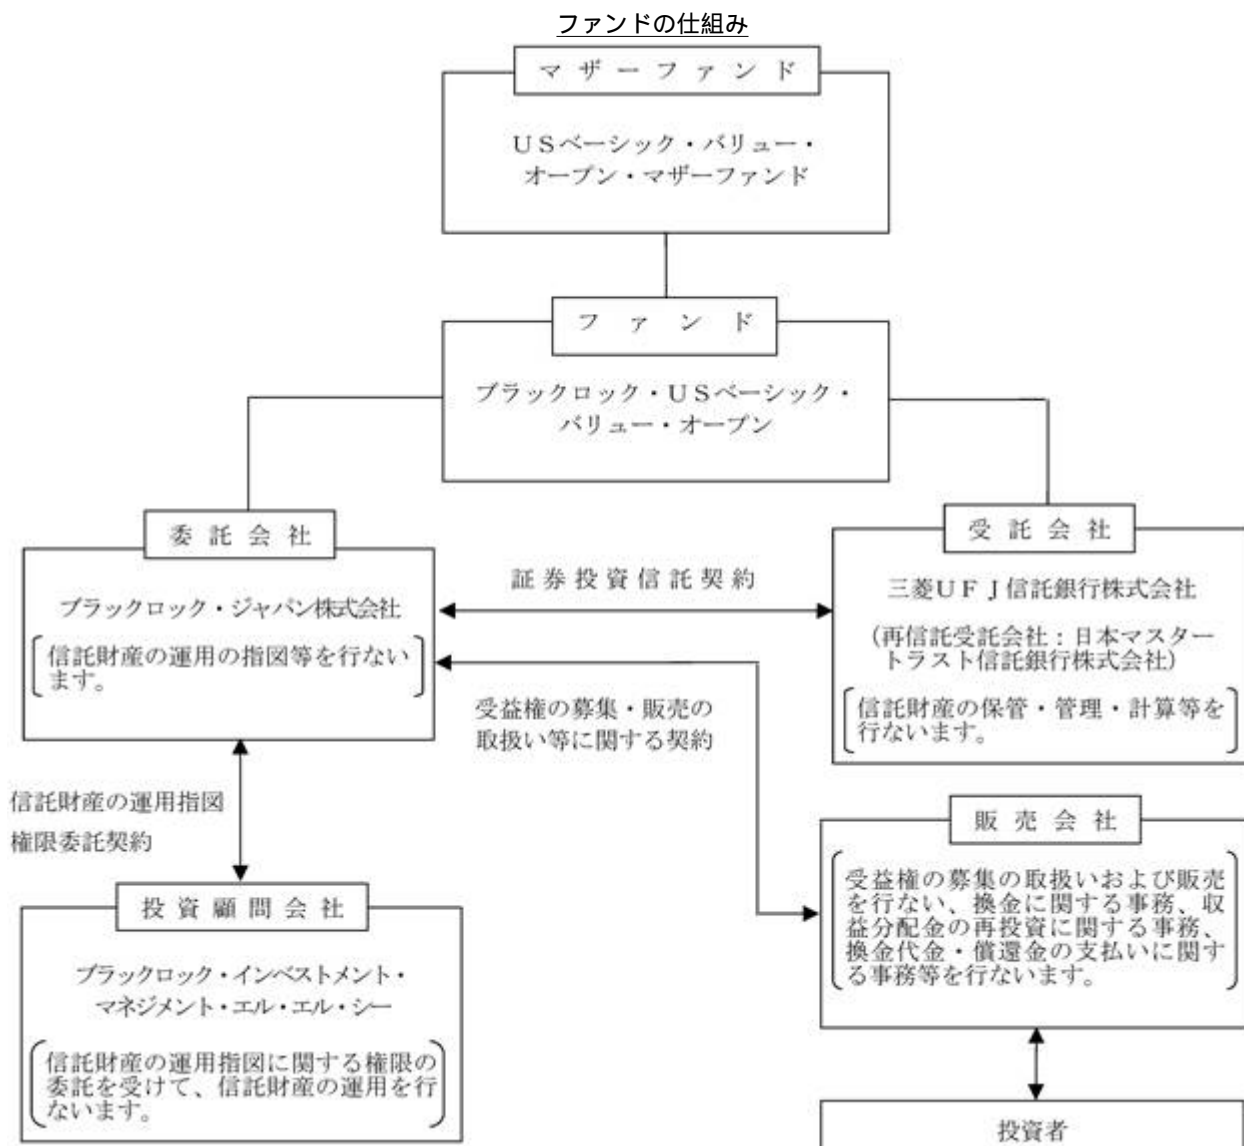 ファンドの仕組み
マザーファンド
ＵＳベーシック・バリュー・
オープン・マザーファンド
ファンド
ブラックロック・ＵＳベーシック・
バリュー・オープン
委託会社
ブラックロック・ジャパン株式会社
信託財産の運用の指図等を行ない
ます。
証券投資信託契約
受益権の募集・販売の
取扱い等に関する契約
受託会社
三菱ＵＦＪ信託銀行株式会社
（再信託受託会社：日本マスター
トラスト信託銀行株式会社）
信託財産の保管・管理・計算等を
行ないます。
信託財産の運用指図
権限委託契約
販売会社
受益権の募集の取扱いおよび販売
を行ない、換金に関する事務、収
益分配金の再投資に関する事務、
換金代金・償還金の支払いに関す
る事務等を行ないます。
投資顧問会社
ブラックロック・インベストメント・
マネジメント・エル・エル・シー
信託財産の運用指図に関する権限の
委託を受けて、信託財産の運用を行
ないます。
投資者